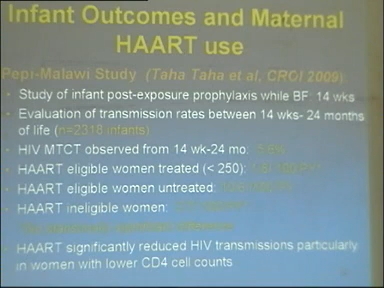 Infant Outcomes and Maternal
HAART use
Pepi-Malawi Study (Taha Taha et al, CROI 2009):
Study of infant post-exposure prophylaxis while BF: 14 wks
Evaluation of transmission rates between 14 wks- 24 months
of life (n=2318 infants)
HIV MTCT observed from 14 wk-24 mo:
HAART eligible women treated (< 250):
HAART eligible women untreated:
HAART ineligible women:
HAART significantly reduced HIV transmissions particularly
in women with lower CD4 cell counts